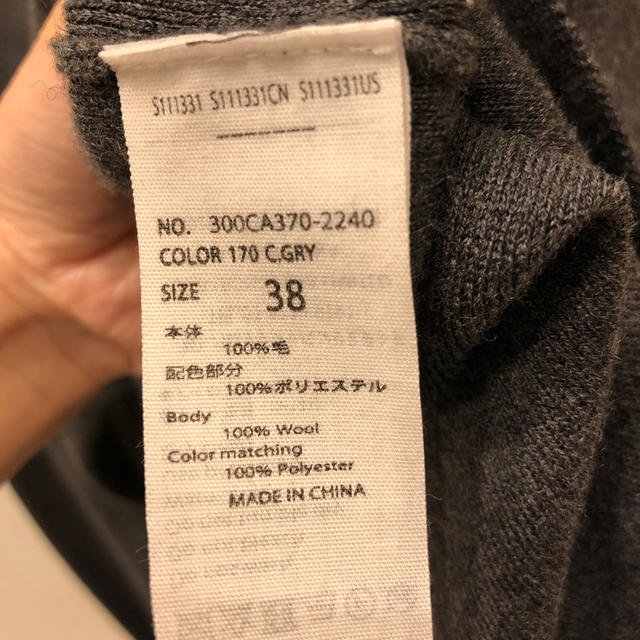 S111331 S111331CN S111331US
----------
NO. 300CA370-2240
COLOR 170 C.GRY
SIZE 38
本体
100%毛
配色部分
100%ポリエステル
Body
100% Wool
Color matching
100% Polyester
MADE IN CHINA